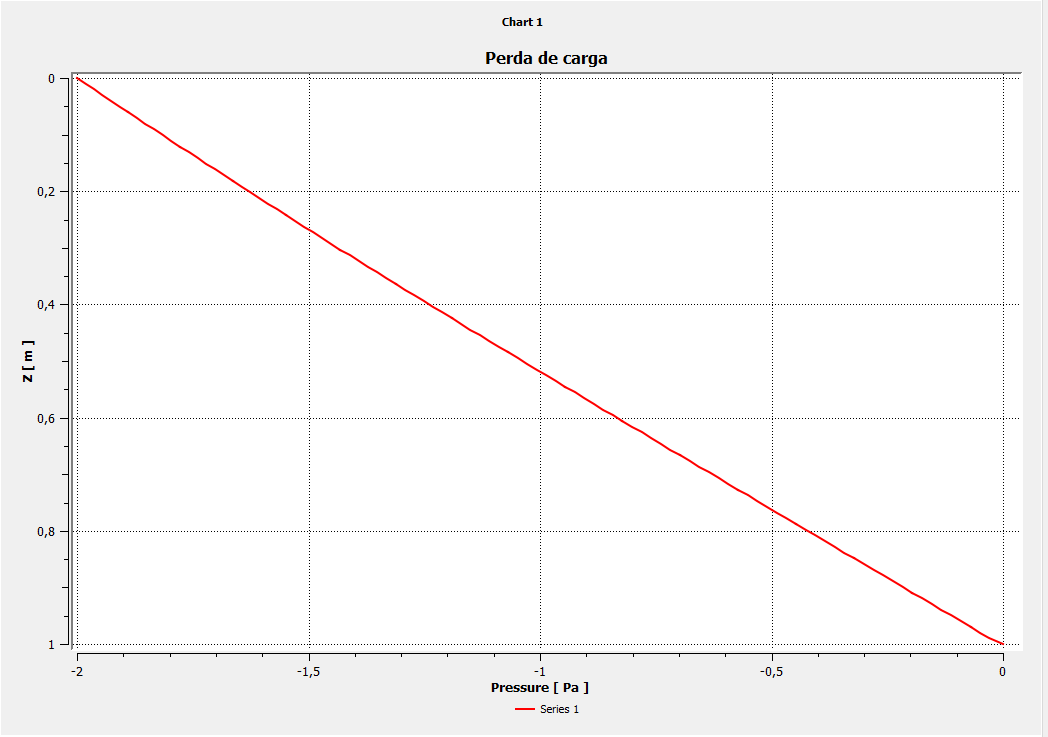 Chart 1
Perda de carga
0
0,2
0,4
0,6
0,8
1
Z [ m ]
-2
-1,5
-1
-0,5
0
Pressure [ Pa ]
Series 1